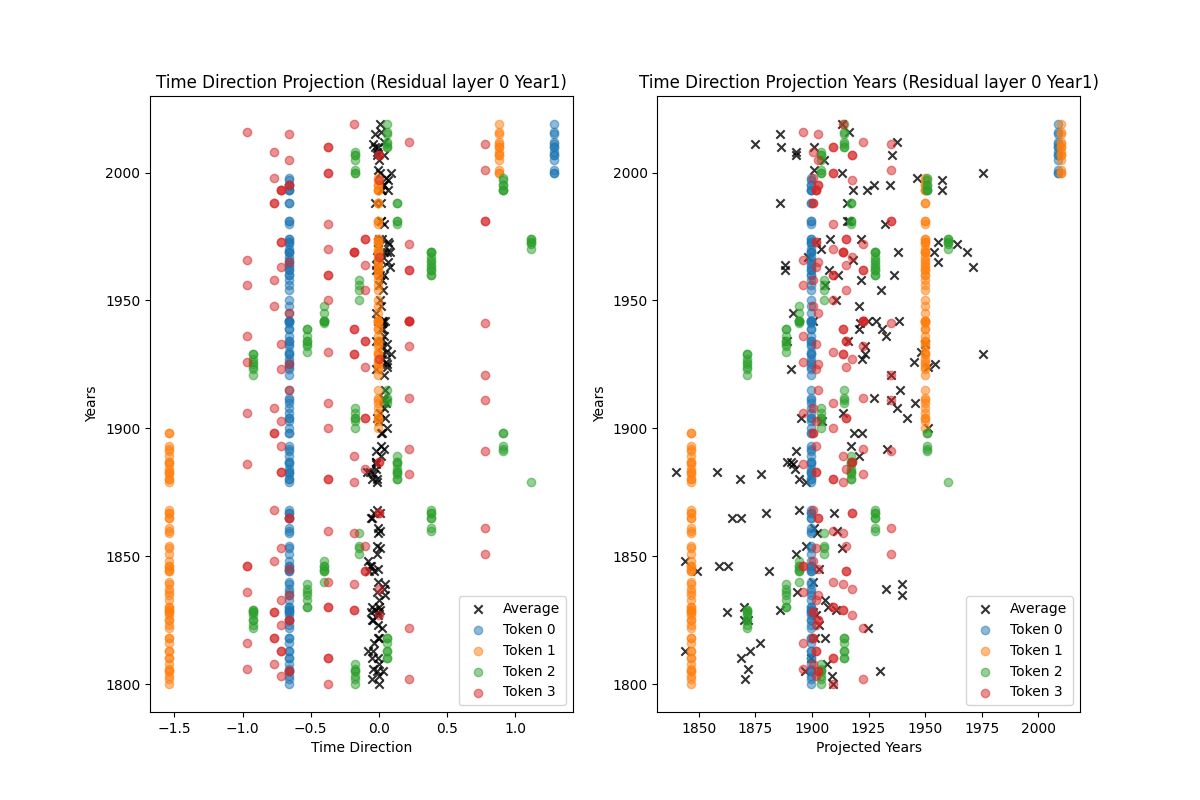 Time Direction Projection (Residual layer 0 Year1)
Years
2000
1950
1900
1850
1800
−1.5
−1.0
−0.5
0.0
0.5
1.0
Time Direction
Average
Token 0
Token 1
Token 2
Token 3
Time Direction Projection Years (Residual layer 0 Year1)
Years
2000
1950
1900
1850
1800
1850
1875
1900
1925
1950
1975
2000
Projected Years
Average
Token 0
Token 1
Token 2
Token 3